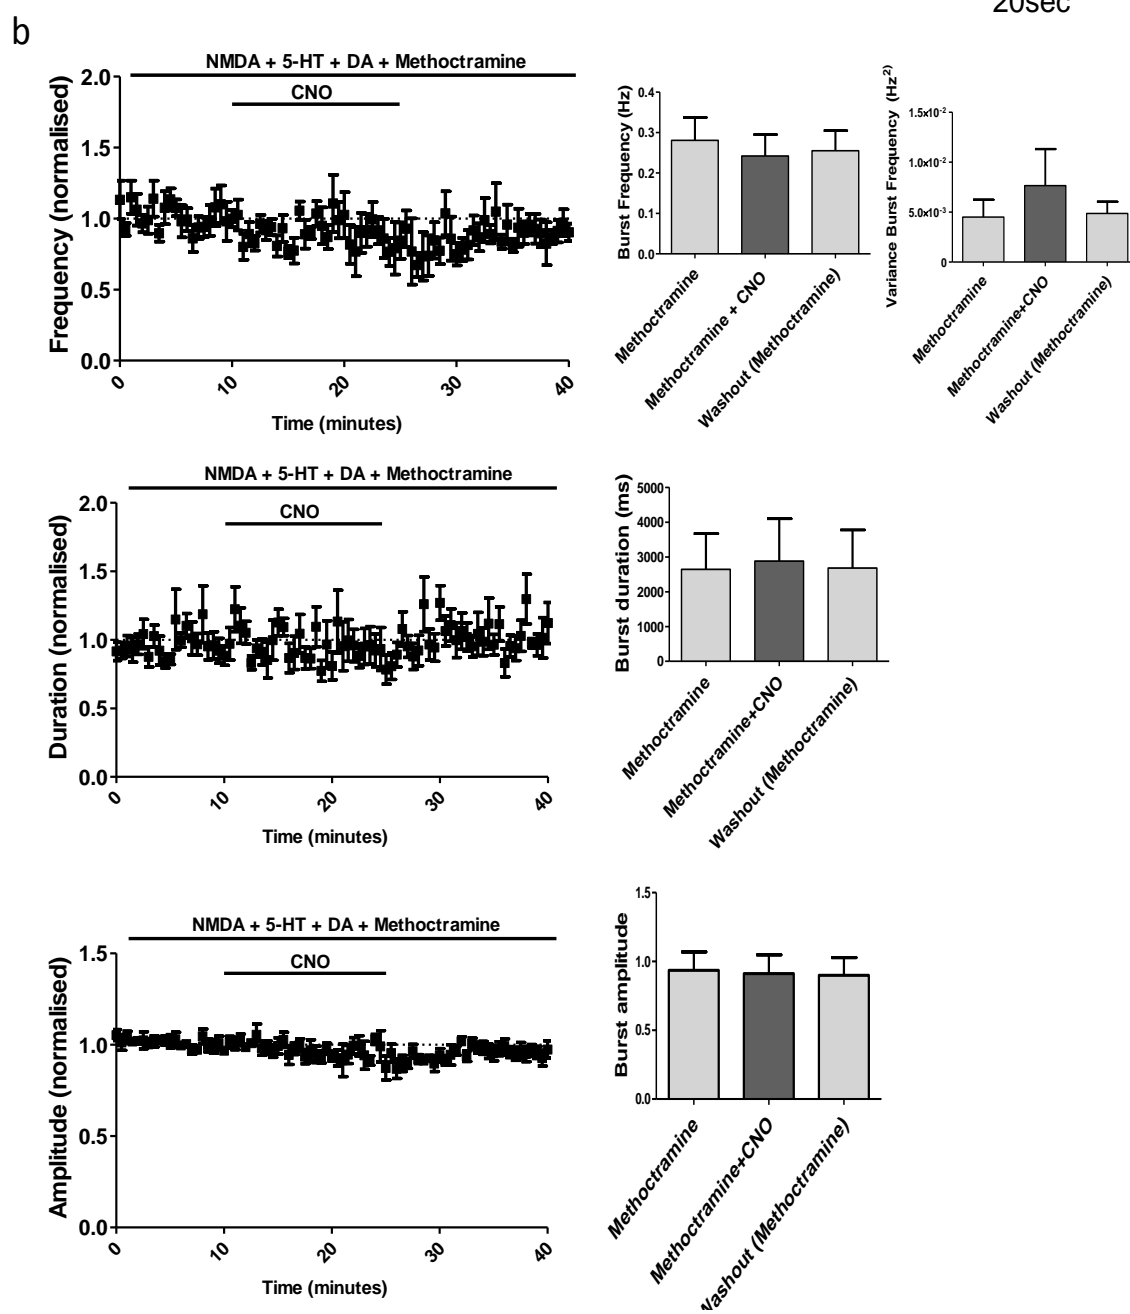 20sec
b
NMDA + 5-HT + DA + Methoctramine
CNO
Frequency (normalised)
2.0
1.5
1.0
0.5
0.0
0
10
20
30
40
Time (minutes)
Burst Frequency (Hz)
0.4
0.3
0.2
0.1
0.0
Methoctramine
Methoctramine + CNO
Washout (Methoctramine)
Variance Burst Frequency (Hz²)
1.5×10⁻²
1.0×10⁻²
5.0×10⁻³
0
Methoctramine
Methoctramine+CNO
Washout (Methoctramine)
NMDA + 5-HT + DA + Methoctramine
CNO
Duration (normalised)
2.0
1.5
1.0
0.5
0.0
0
10
20
30
40
Time (minutes)
Burst duration (ms)
5000
4000
3000
2000
1000
0
Methoctramine
Methoctramine+CNO
Washout (Methoctramine)
NMDA + 5-HT + DA + Methoctramine
CNO
Amplitude (normalised)
1.5
1.0
0.5
0.0
0
10
20
30
40
Time (minutes)
Burst amplitude
1.5
1.0
0.5
0.0
Methoctramine
Methoctramine+CNO
Washout (Methoctramine)